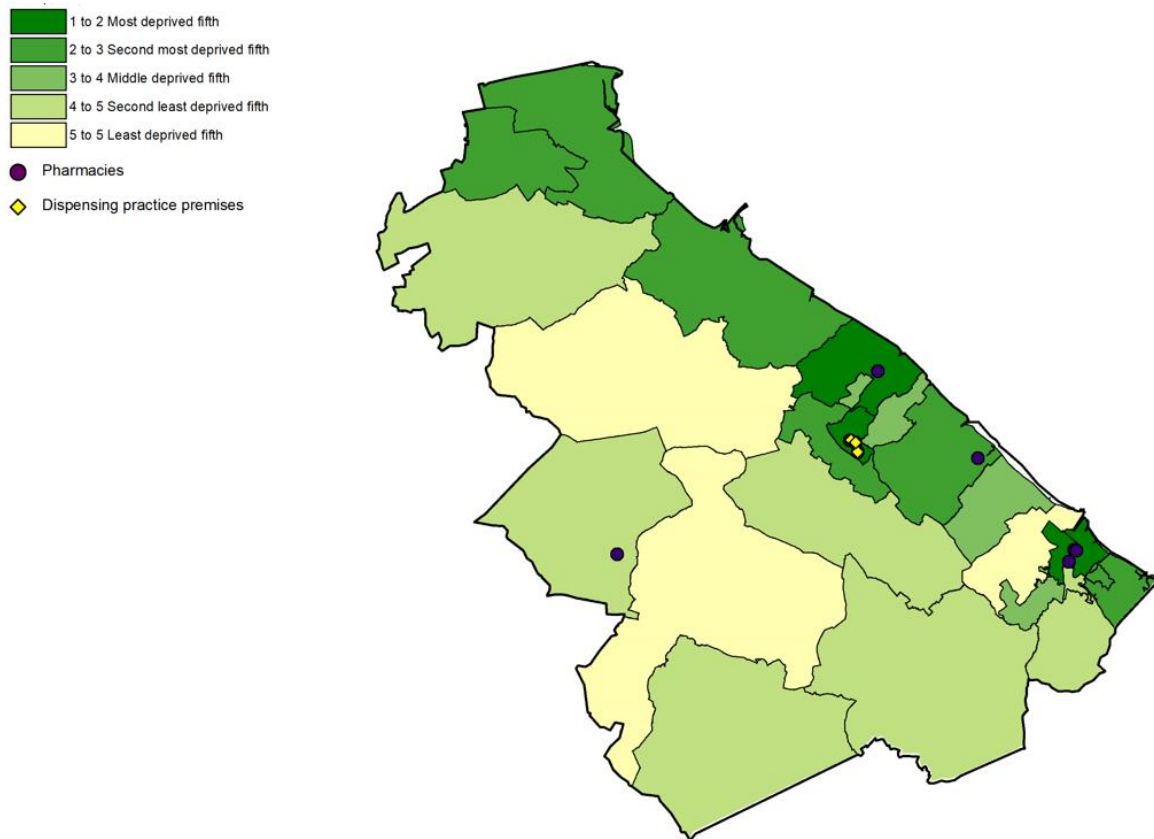 1 to 2 Most deprived fifth
2 to 3 Second most deprived fifth
3 to 4 Middle deprived fifth
4 to 5 Second least deprived fifth
5 to 5 Least deprived fifth
Pharmacies
Dispensing practice premises